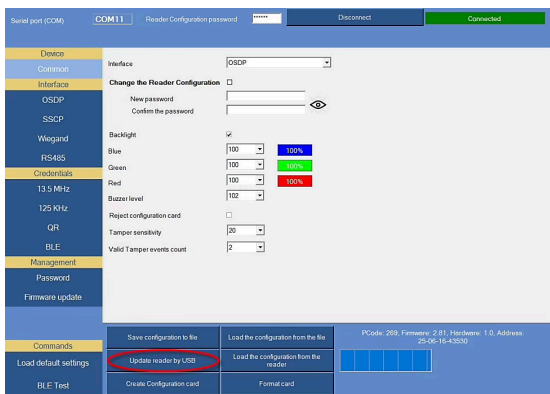 Serial port (COM) COM11 Reader Configuration password ****** Disconnect Connected
Device
Common
Interface
OSDP
SSCP
Wiegand
RS485
Credentials
13.5 MHz
125 KHz
QR
BLE
Management
Password
Firmware update
Commands
Load default settings
BLE Test
Interface OSDP
Change the Reader Configuration
New password
Confirm the password
Backlight
Blue 100 100%
Green 100 100%
Red 100 100%
Buzzer level 102
Reject configuration card
Tamper sensitivity 20
Valid Tamper events count 2
Save configuration to file
Load the configuration from the file
Update reader by USB
Load the configuration from the
reader
Create Configuration card
Format card
PCode: 269, Firmware: 2.81, Hardware: 1.0, Address:
25-06-16-43530